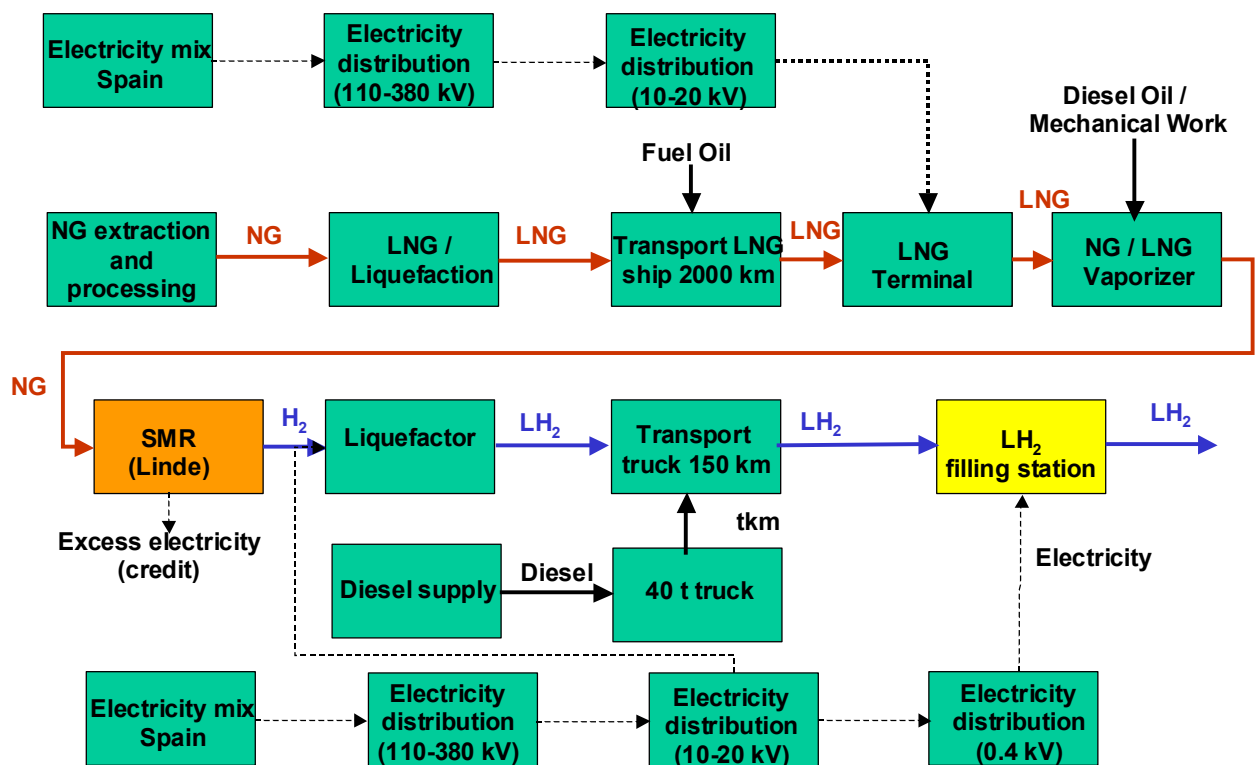 Electricity mix
Spain
Electricity
distribution
(110-380 kV)
Electricity
distribution
(10-20 kV)
Diesel Oil /
Mechanical Work
Fuel Oil
NG extraction
and
processing
NG
LNG /
Liquefaction
LNG
Transport LNG
ship 2000 km
LNG
LNG
Terminal
LNG
NG / LNG
Vaporizer
NG
SMR
(Linde)
H₂
Liquefactor
LH₂
Transport
truck 150 km
LH₂
LH₂
filling station
LH₂
Excess electricity
(credit)
tkm
Electricity
Diesel supply
Diesel
40 t truck
Electricity mix
Spain
Electricity
distribution
(110-380 kV)
Electricity
distribution
(10-20 kV)
Electricity
distribution
(0.4 kV)